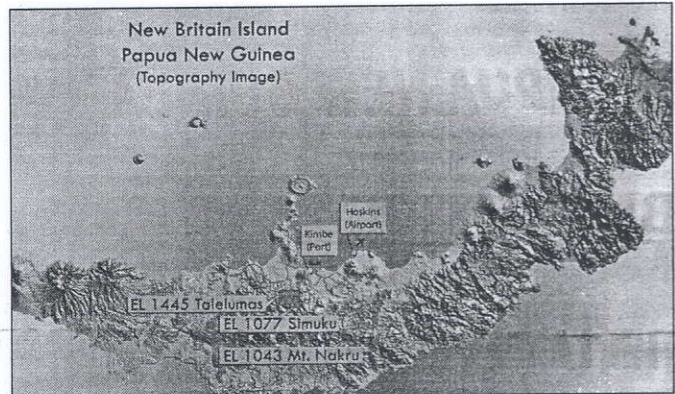 New Britain Island
Papua New Guinea
(Topography Image)
Hoskins
(Airport)
Kimbe
(Port)
EL 1445 Talelumas
EL 1077 Simuku
EL 1043 Mt. Nakru